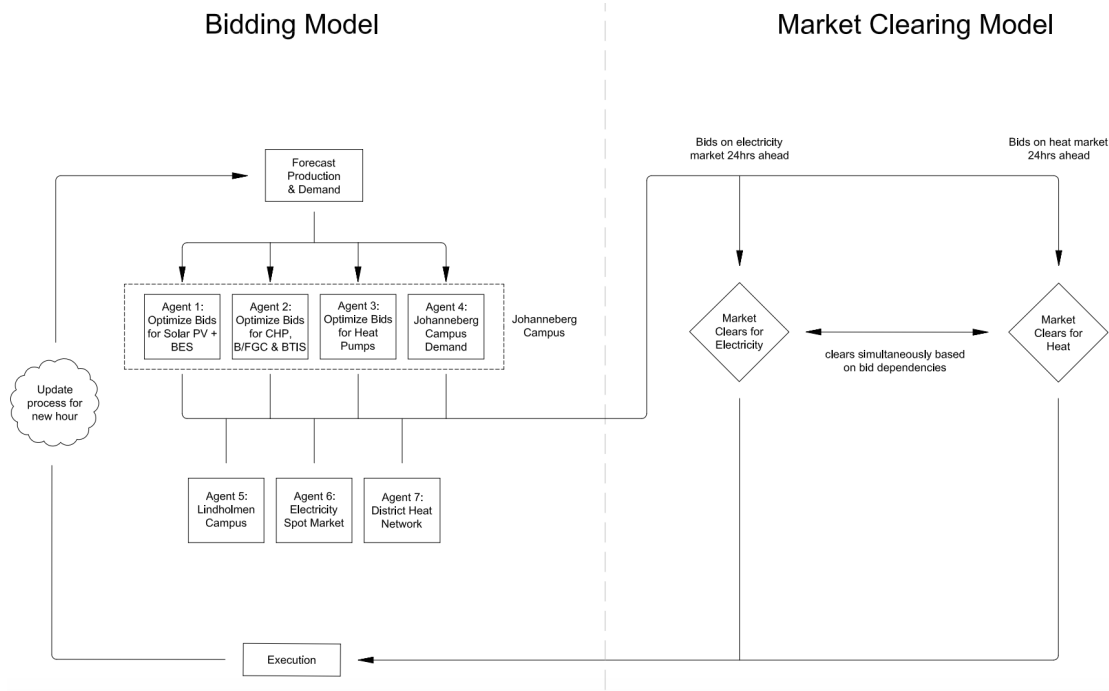 Bidding Model
Market Clearing Model
Bids on electricity
market 24hrs ahead
Bids on heat market
24hrs ahead
Forecast
Production
& Demand
Agent 1:
Optimize Bids
for Solar PV +
BES
Agent 2:
Optimize Bids
for CHP,
B/FGC & BTIS
Agent 3:
Optimize Bids
for Heat
Pumps
Agent 4:
Johanneberg
Campus
Demand
Johanneberg
Campus
Market
Clears for
Electricity
clears simultaneously based
on bid dependencies
Market
Clears for
Heat
Update
process for
new hour
Agent 5:
Lindholmen
Campus
Agent 6:
Electricity
Spot Market
Agent 7:
District Heat
Network
Execution